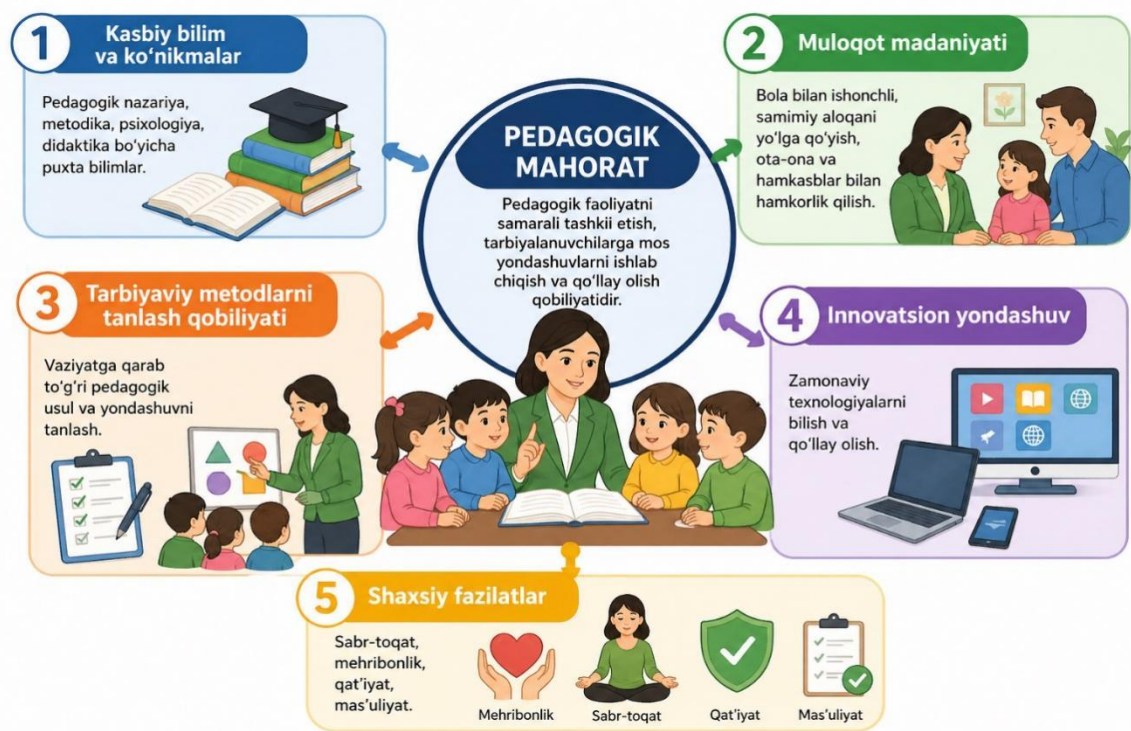 1
Kasbiy bilim
va ko‘nikmalar
Pedagogik nazariya,
metodika, psixologiya,
didaktika bo‘yicha
puxta bilimlar.
2
Muloqot madaniyati
Bola bilan ishonchli,
samimiy aloqani
yo‘lga qo‘yish,
ota-ona va
hamkasblar bilan
hamkorlik qilish.
PEDAGOGIK
MAHORAT
Pedagogik faoliyatni
samarali tashkii etish,
tarbiyalanuvchilarga mos
yondashuvlarni ishlab
chiqish va qo‘llay olish
qobiliyatidir.
3
Tarbiyaviy metodlarni
tanlash qobiliyati
Vaziyatga qarab
to‘g‘ri pedagogik
usul va yondashuvni
tanlash.
4
Innovatsion yondashuv
Zamonaviy
texnologiyalarni
bilish va
qo‘llay olish.
5
Shaxsiy fazilatlar
Sabr-toqat,
mehribonlik,
qat’iyat,
mas’uliyat.
Mehribonlik
Sabr-toqat
Qat’iyat
Mas’uliyat